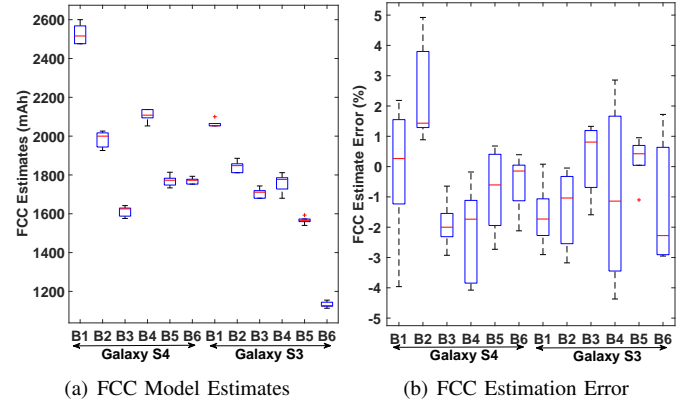 FCC Estimates (mAh)
2600
2400
2200
2000
1800
1600
1400
1200
B1 B2 B3 B4 B5 B6 B1 B2 B3 B4 B5 B6
Galaxy S4 Galaxy S3
(a) FCC Model Estimates
FCC Estimate Error (%)
5
4
3
2
1
0
-1
-2
-3
-4
-5
B1 B2 B3 B4 B5 B6 B1 B2 B3 B4 B5 B6
Galaxy S4 Galaxy S3
(b) FCC Estimation Error